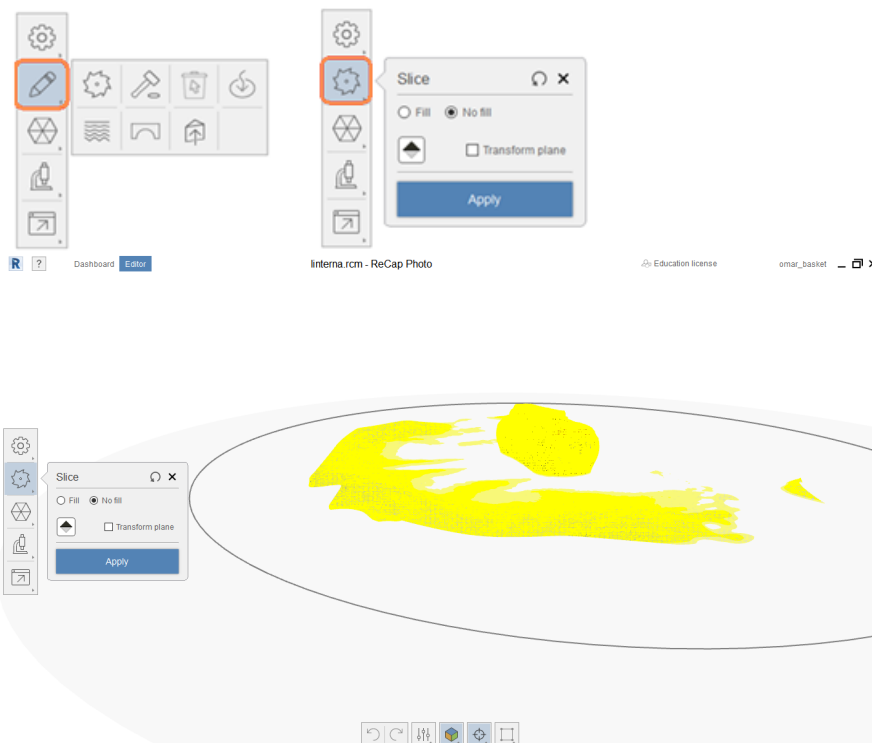 Slice
Fill No fill
Transform plane
Apply
R ? Dashboard Editor linterna.rcm - ReCap Photo Education license omar_basket
Slice
Fill No fill
Transform plane
Apply